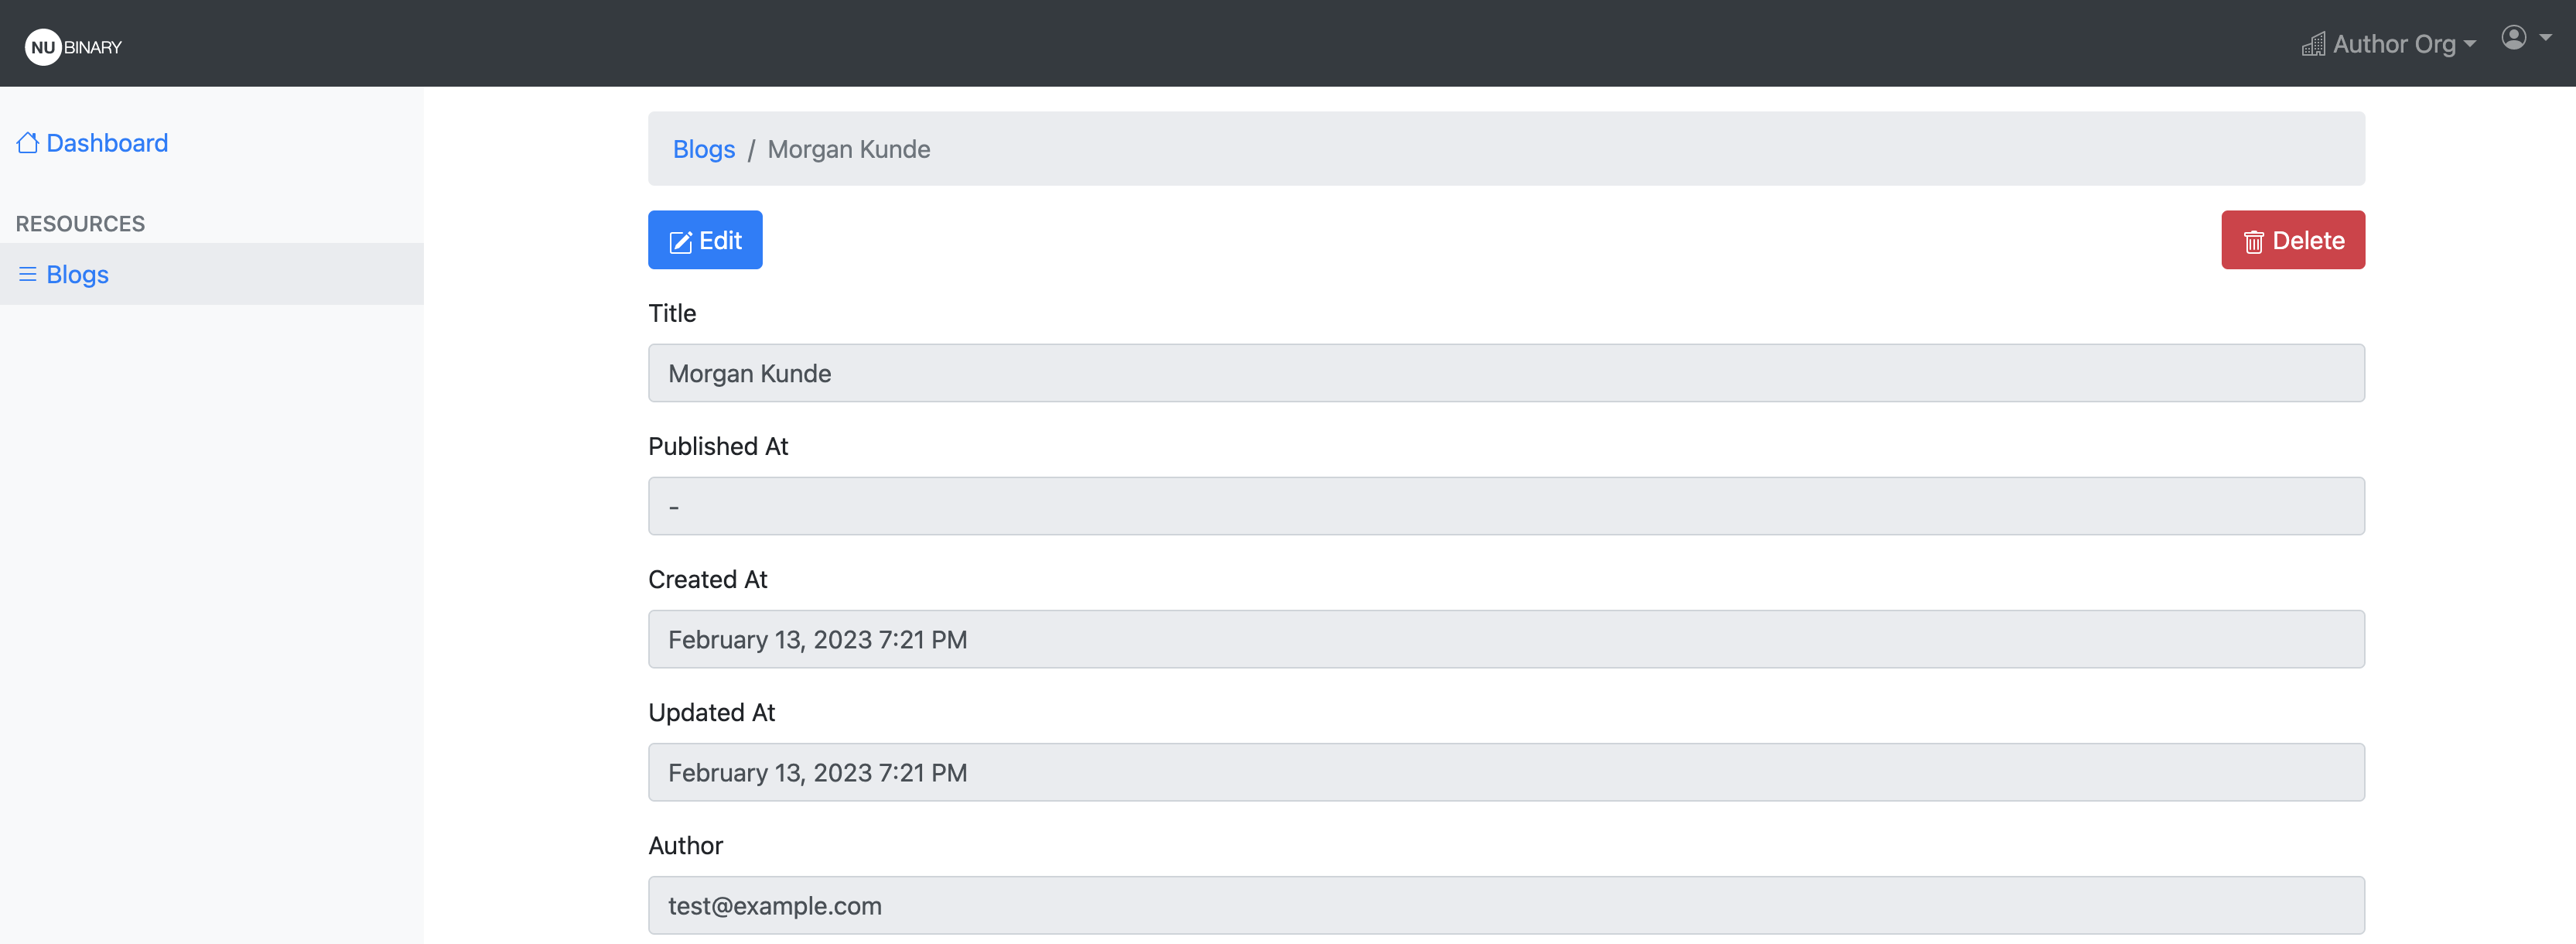 NU BINARY
Author Org
Dashboard
RESOURCES
Blogs
Blogs / Morgan Kunde
Edit
Delete
Title
Morgan Kunde
Published At
-
Created At
February 13, 2023 7:21 PM
Updated At
February 13, 2023 7:21 PM
Author
test@example.com